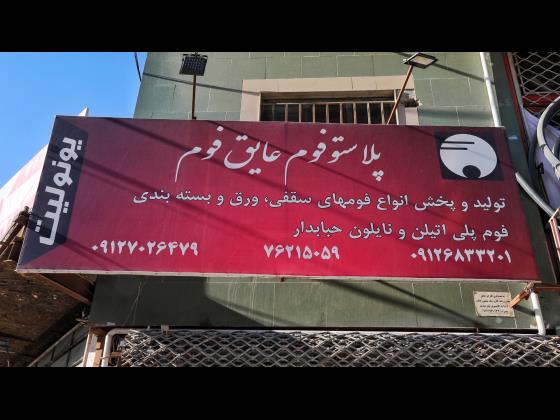 پلاستوفوم عایق فوم
یونولیت
تولید و پخش انواع فومهای سقفی، ورق و بسته بندی
فوم پلی اتیلن و نایلون حبابدار
۰۹۱۲۶۸۳۳۲۰۱ ۷۶۲۱۵۰۵۹ ۰۹۱۲۷۰۲۶۴۷۹